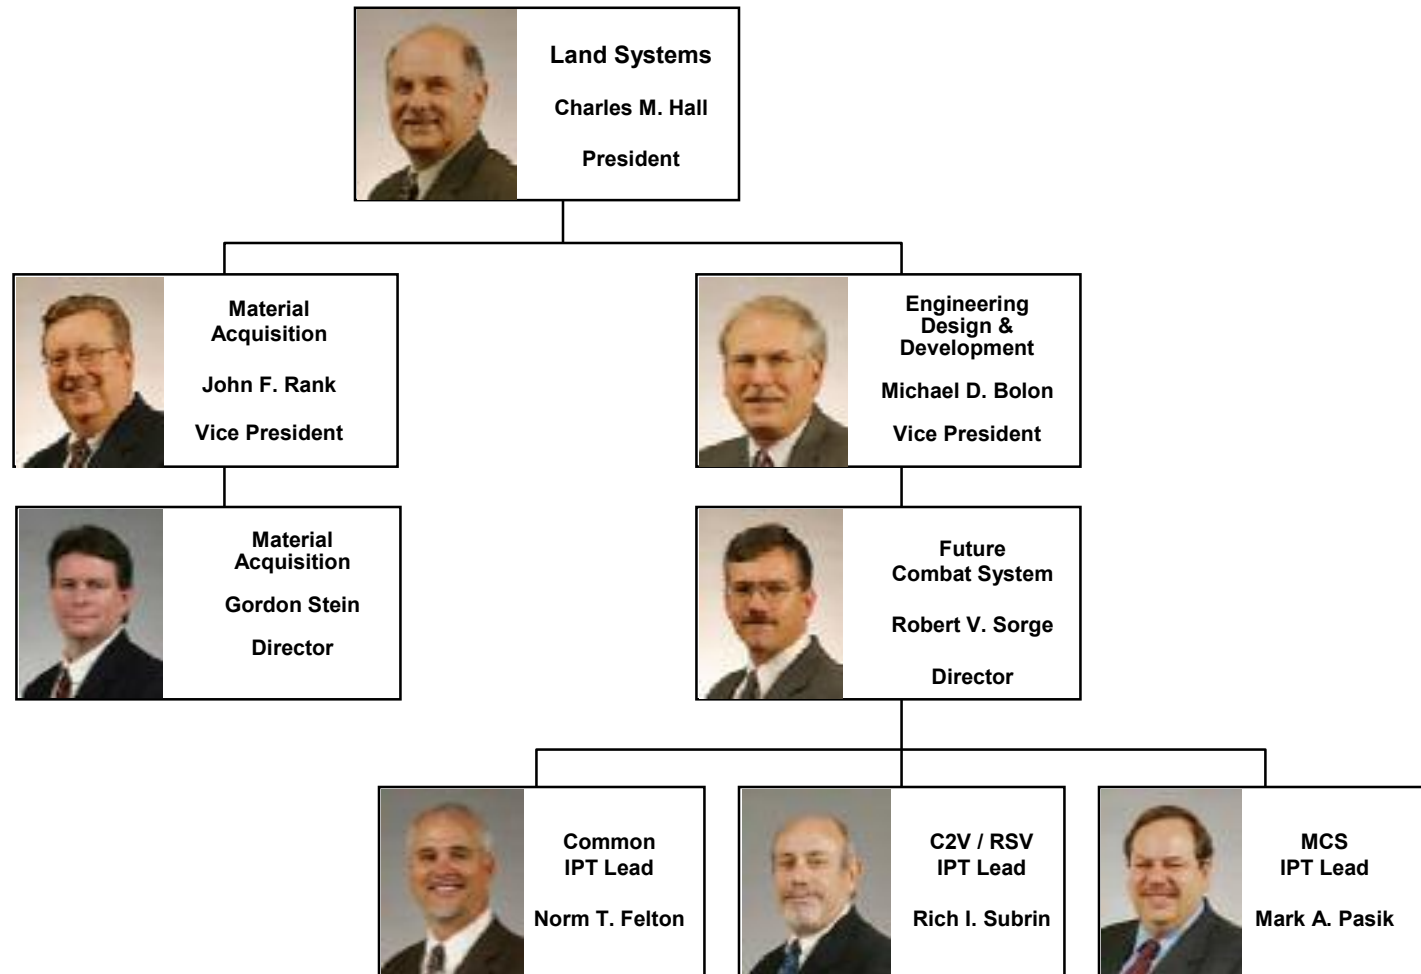 Land Systems
Charles M. Hall
President
Material
Acquisition
John F. Rank
Vice President
Engineering
Design &
Development
Michael D. Bolon
Vice President
Material
Acquisition
Gordon Stein
Director
Future
Combat System
Robert V. Sorge
Director
Common
IPT Lead
Norm T. Felton
C2V / RSV
IPT Lead
Rich I. Subrin
MCS
IPT Lead
Mark A. Pasik